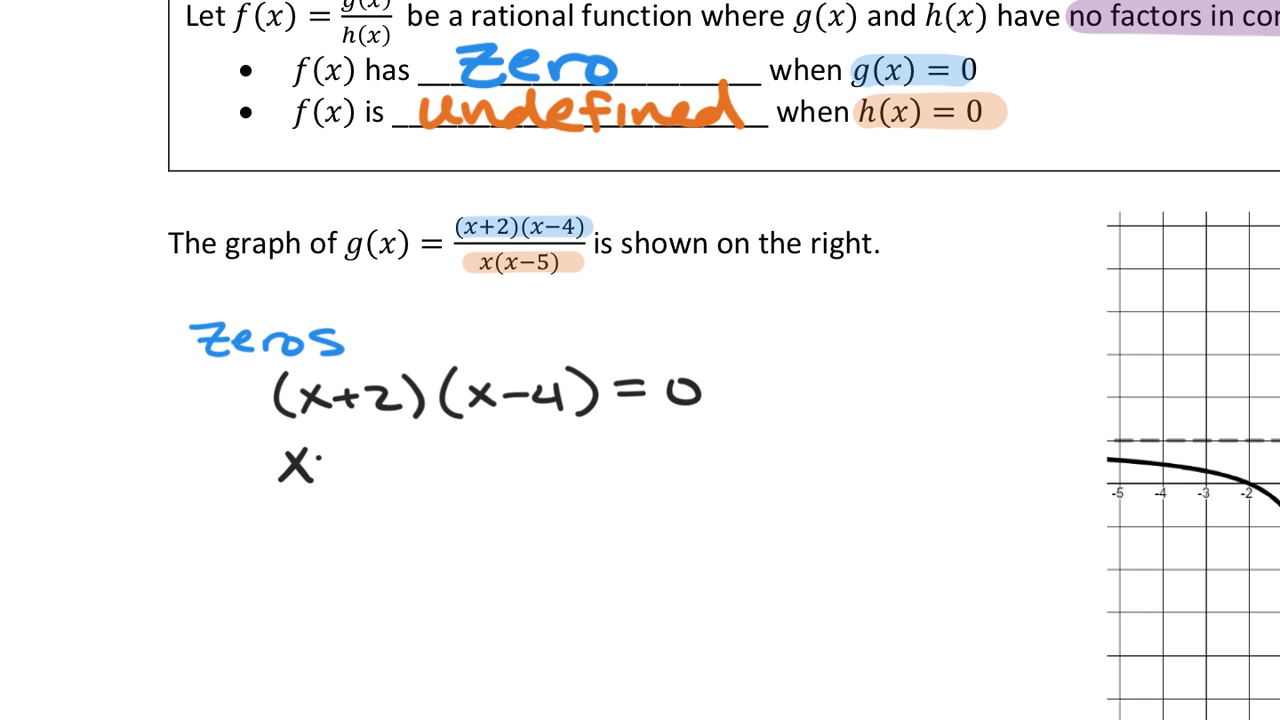 Let f(x) = g(x)/h(x) be a rational function where g(x) and h(x) have no factors in
• f(x) has zero when g(x) = 0
• f(x) is undefined when h(x) = 0
The graph of g(x) = (x+2)(x−4)/x(x−5) is shown on the right.
zeros
(x+2)(x−4) = 0
x
-5 -4 -3 -2